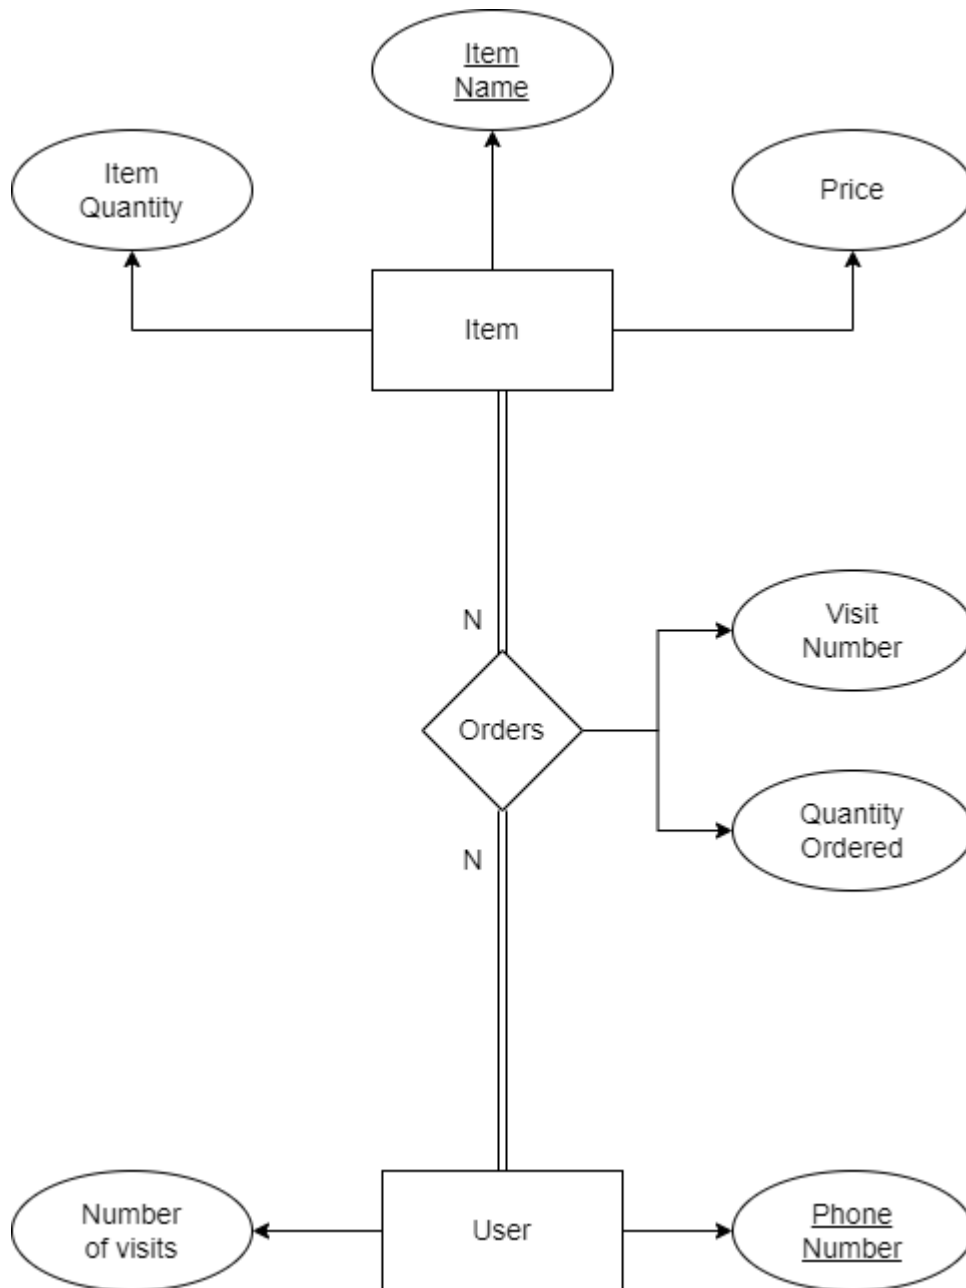 Item
Name
Item
Quantity
Price
Item
N
Visit
Number
Orders
Quantity
Ordered
N
Number
of visits
User
Phone
Number